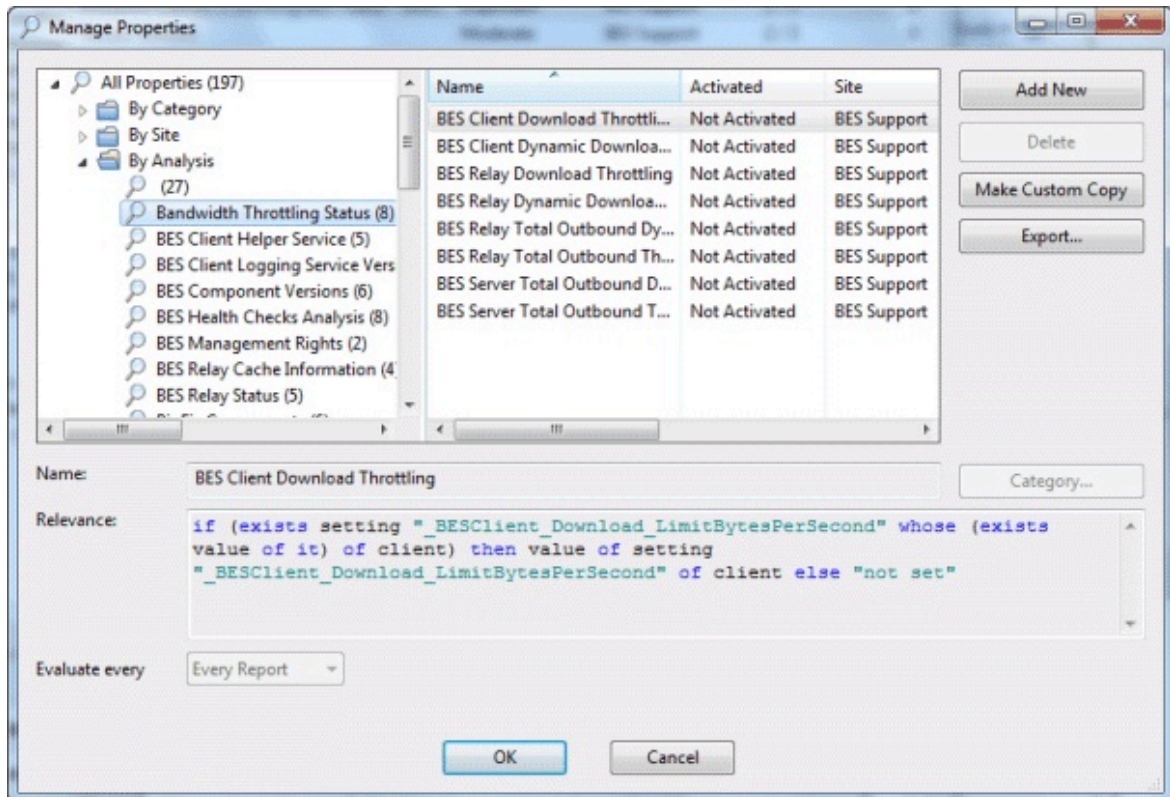 Manage Properties
All Properties (197)
By Category
By Site
By Analysis
(27)
Bandwidth Throttling Status (8)
BES Client Helper Service (5)
BES Client Logging Service Vers
BES Component Versions (6)
BES Health Checks Analysis (8)
BES Management Rights (2)
BES Relay Cache Information (4
BES Relay Status (5)
Name Activated Site
BES Client Download Throttli... Not Activated BES Support
BES Client Dynamic Downloa... Not Activated BES Support
BES Relay Download Throttling Not Activated BES Support
BES Relay Dynamic Downloa... Not Activated BES Support
BES Relay Total Outbound Dy... Not Activated BES Support
BES Relay Total Outbound Th... Not Activated BES Support
BES Server Total Outbound D... Not Activated BES Support
BES Server Total Outbound T... Not Activated BES Support
Add New
Delete
Make Custom Copy
Export...
Name: BES Client Download Throttling
Category...
Relevance: if (exists setting "_BESClient_Download_LimitBytesPerSecond" whose (exists
value of it) of client) then value of setting
"_BESClient_Download_LimitBytesPerSecond" of client else "not set"
Evaluate every Every Report
OK Cancel